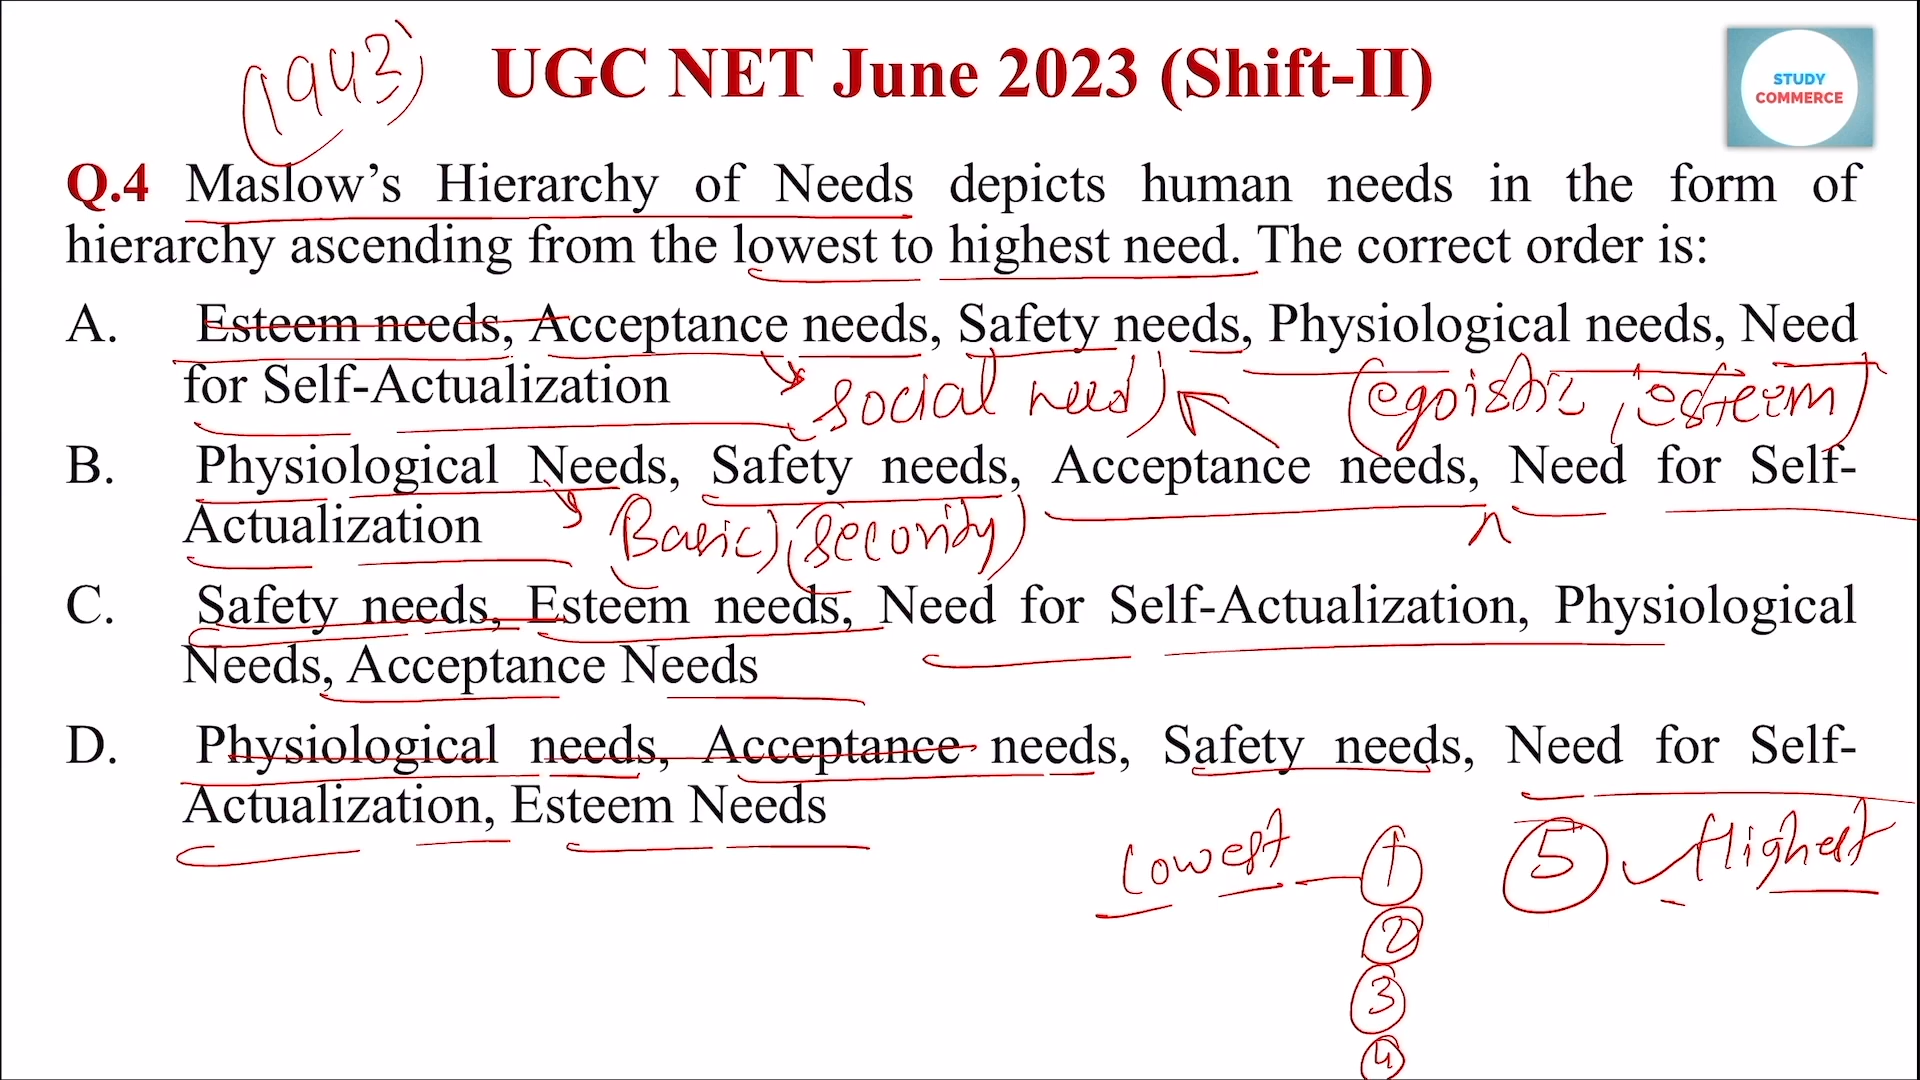 (1943)
UGC NET June 2023 (Shift-II)
STUDY
COMMERCE
Q.4 Maslow’s Hierarchy of Needs depicts human needs in the form of
hierarchy ascending from the lowest to highest need. The correct order is:
A. Esteem needs, Acceptance needs, Safety needs, Physiological needs, Need
for Self-Actualization
social need)
(egoistic, esteem)
B. Physiological Needs, Safety needs, Acceptance needs, Need for Self-
Actualization
(Basic) (security)
C. Safety needs, Esteem needs, Need for Self-Actualization, Physiological
Needs, Acceptance Needs
D. Physiological needs, Acceptance needs, Safety needs, Need for Self-
Actualization, Esteem Needs
Lowest 1 5 Highest
2
3
4